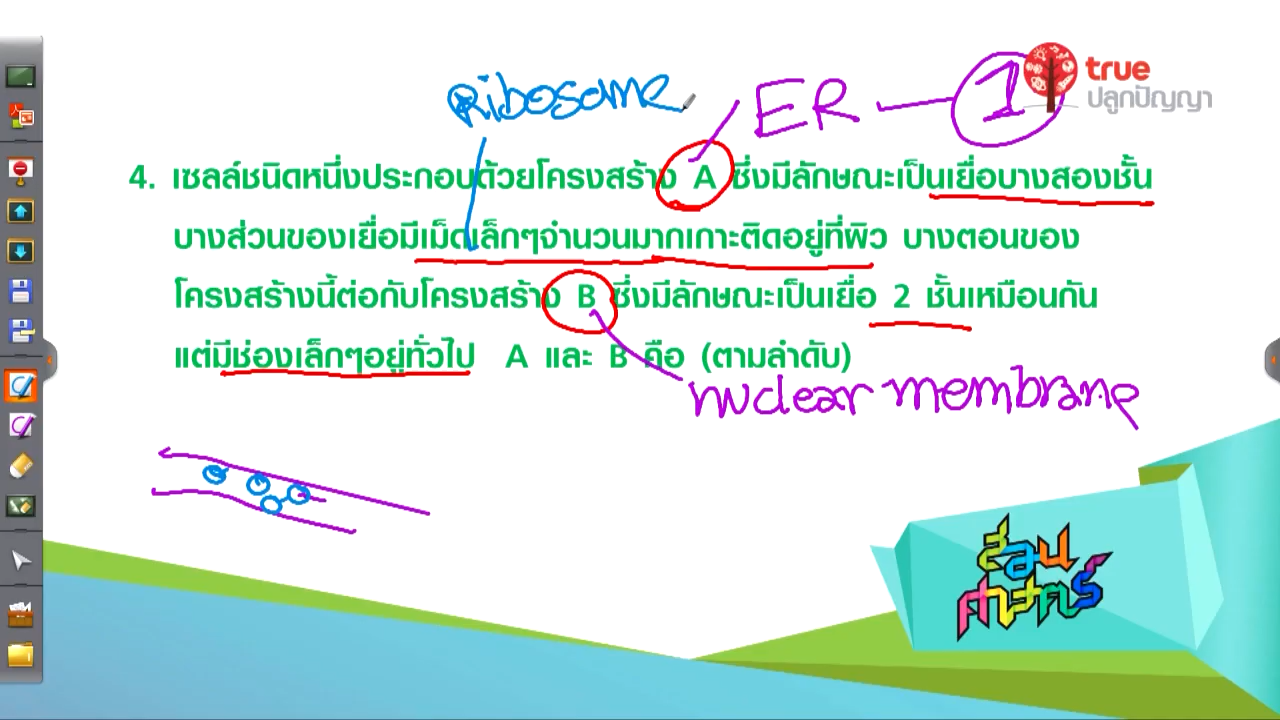 Ribosome
ER
1
true
ปลูกปัญญา
4. เซลล์ชนิดหนึ่งประกอบด้วยโครงสร้าง A ซึ่งมีลักษณะเป็นเยื่อบางสองชั้น
บางส่วนของเยื่อมีเม็ดเล็กๆจำนวนมากเกาะติดอยู่ที่ผิว บางตอนของ
โครงสร้างนี้ต่อกับโครงสร้าง B ซึ่งมีลักษณะเป็นเยื่อ 2 ชั้นเหมือนกัน
แต่มีช่องเล็กๆอยู่ทั่วไป A และ B คือ (ตามลำดับ)
nuclear membrane
สอน
ศาสตร์